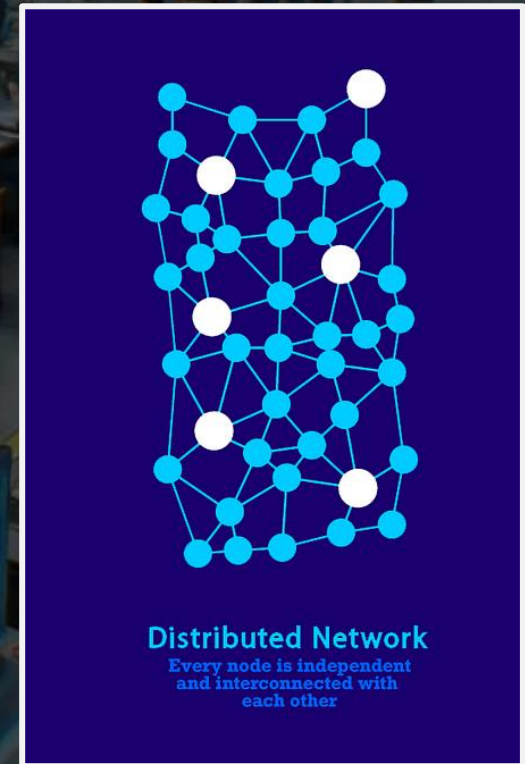 Distributed Network
Every node is independent
and interconnected with
each other